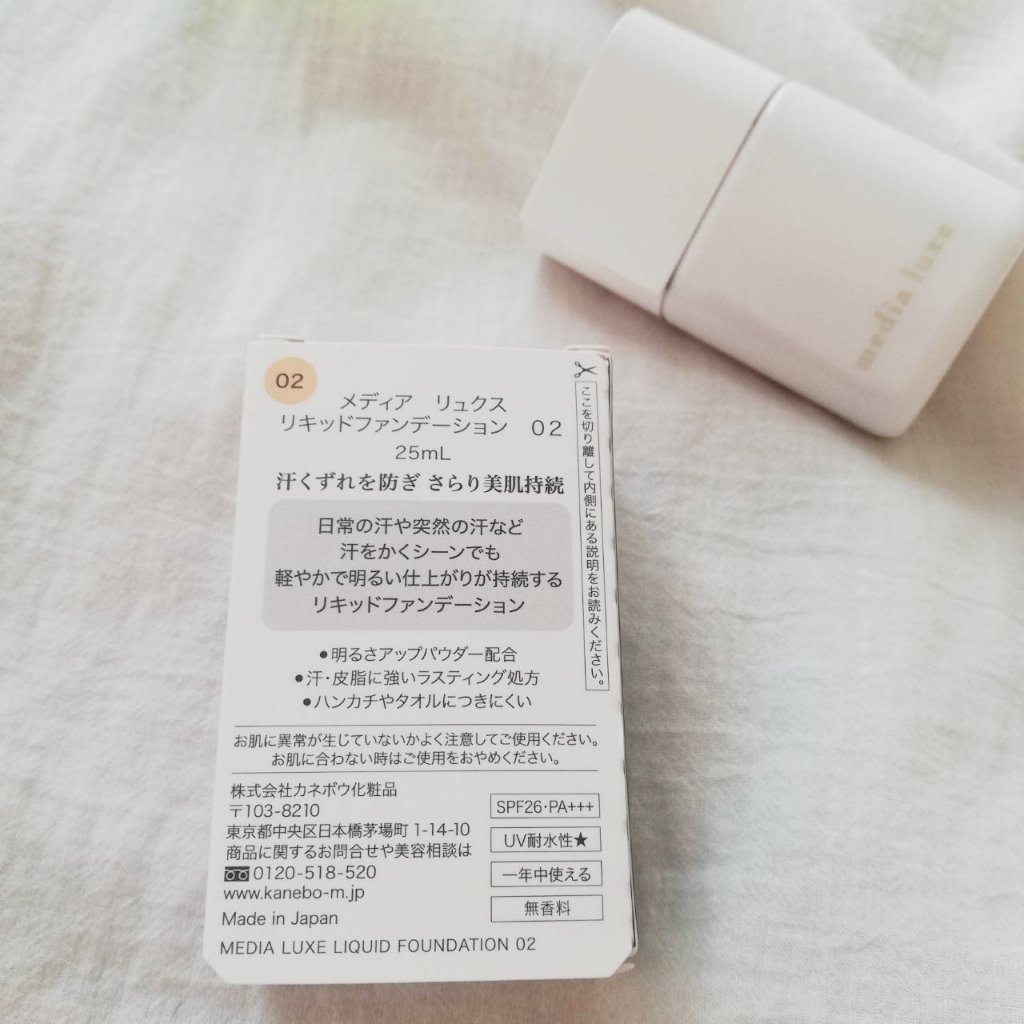 media luxe
02
メディア リュクス
リキッドファンデーション 02
25mL
汗くずれを防ぎ さらり美肌持続
日常の汗や突然の汗など
汗をかくシーンでも
軽やかで明るい仕上がりが持続する
リキッドファンデーション
●明るさアップパウダー配合
●汗・皮脂に強いラスティング処方
●ハンカチやタオルにつきにくい
お肌に異常が生じていないかよく注意してご使用ください。
お肌に合わない時はご使用をおやめください。
株式会社カネボウ化粧品
〒103-8210
東京都中央区日本橋茅場町 1-14-10
商品に関するお問合せや美容相談は
0120-518-520
www.kanebo-m.jp
Made in Japan
MEDIA LUXE LIQUID FOUNDATION 02
SPF26・PA+++
UV耐水性★
一年中使える
無香料
ここを切り離して内側にある説明をお読みください。